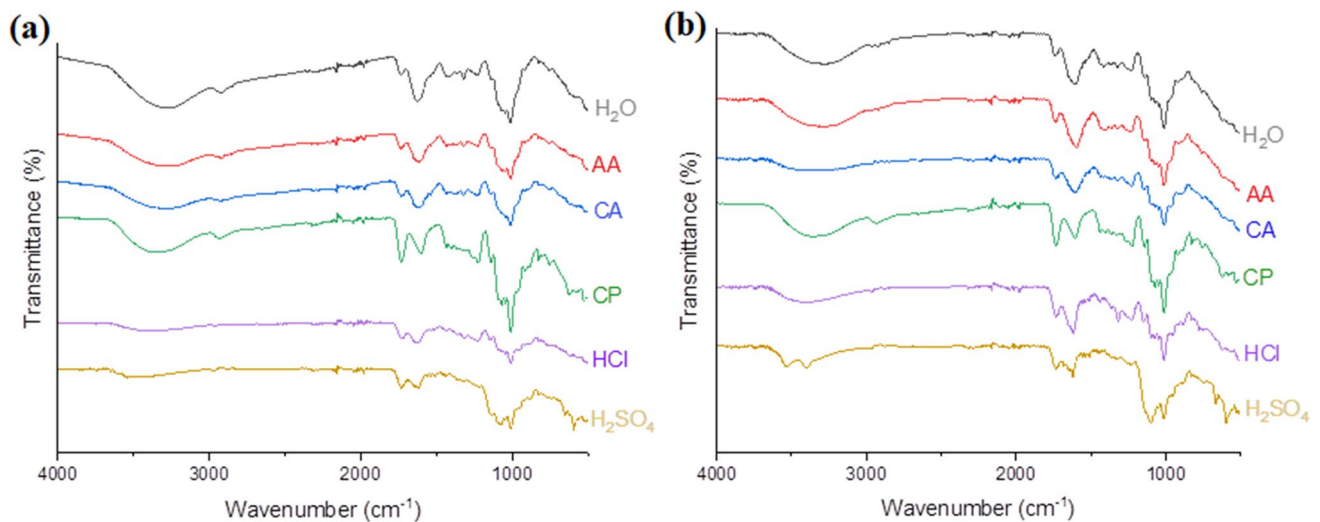 (a)
Transmittance (%)
H₂O
AA
CA
CP
HCl
H₂SO₄
4000 3000 2000 1000
Wavenumber (cm⁻¹)
(b)
Transmittance (%)
H₂O
AA
CA
CP
HCl
H₂SO₄
4000 3000 2000 1000
Wavenumber (cm⁻¹)